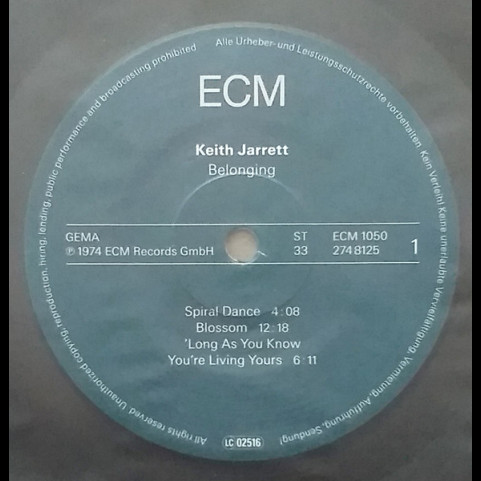 Alle Urheber- und Leistungsschutzrechte vorbehalten Kein Verleih! Keine unerlaubte Vervielfältigung, Vermietung, Aufführung, Sendung!
ECM
Keith Jarrett
Belonging
GEMA
℗ 1974 ECM Records GmbH
ST
33
ECM 1050
2748125
1
Spiral Dance 4:08
Blossom 12:18
'Long As You Know
You're Living Yours 6:11
LC 02516
All rights reserved Unauthorized copying, reproduction, hiring, lending, public performance and broadcasting prohibited